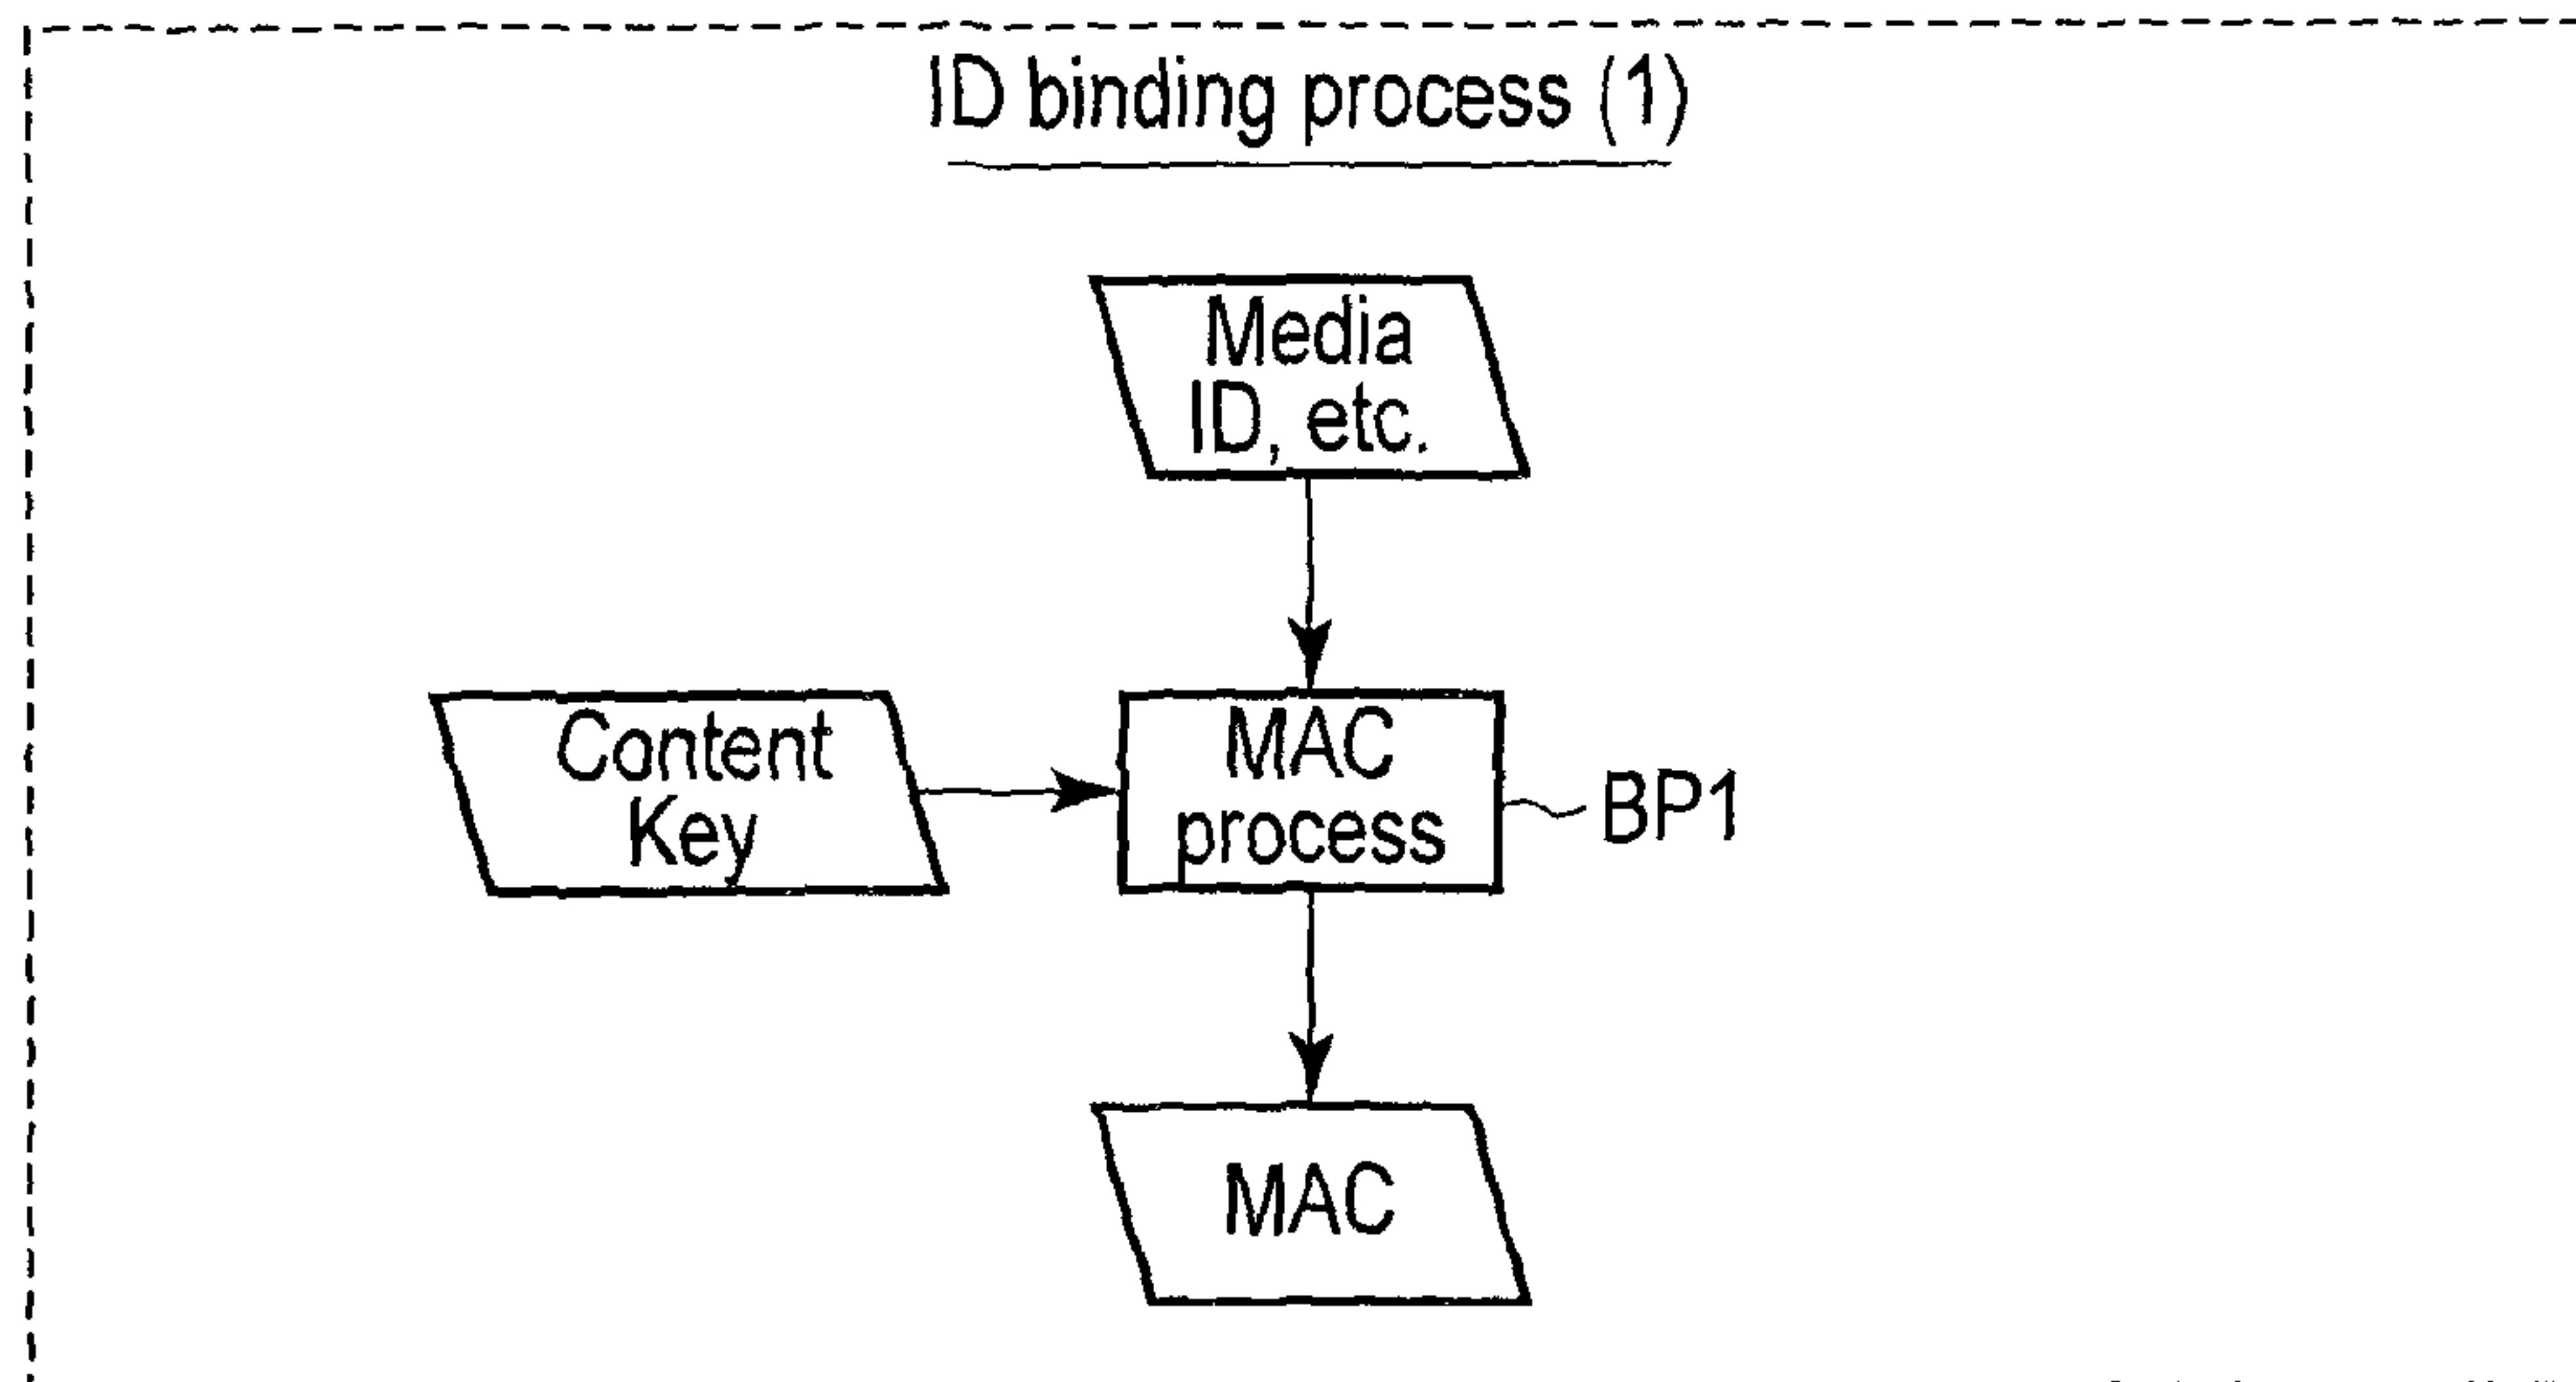 ID binding process (1)
Media
ID, etc.
Content
Key
MAC
process
BP1
MAC